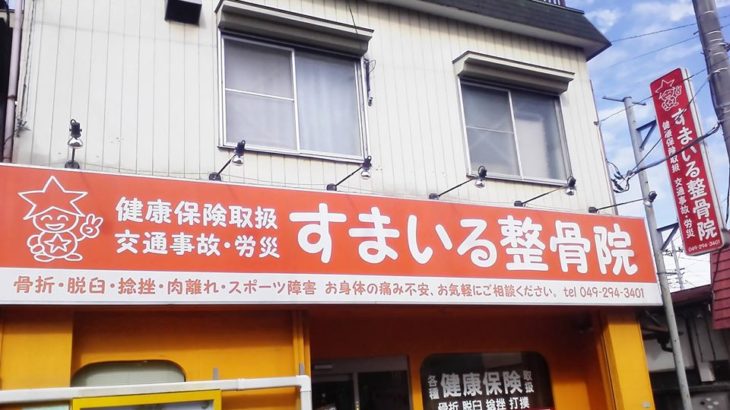 健康保険取扱
交通事故・労災
すまいる整骨院
骨折・脱臼・捻挫・肉離れ・スポーツ障害 お身体の痛み不安、お気軽にご相談ください。 tel 049-294-3401
すまいる整骨院
健康保険取扱 交通事故・労災
049-294-3401
各種健康保険取扱
骨折 脱臼 捻挫 打撲